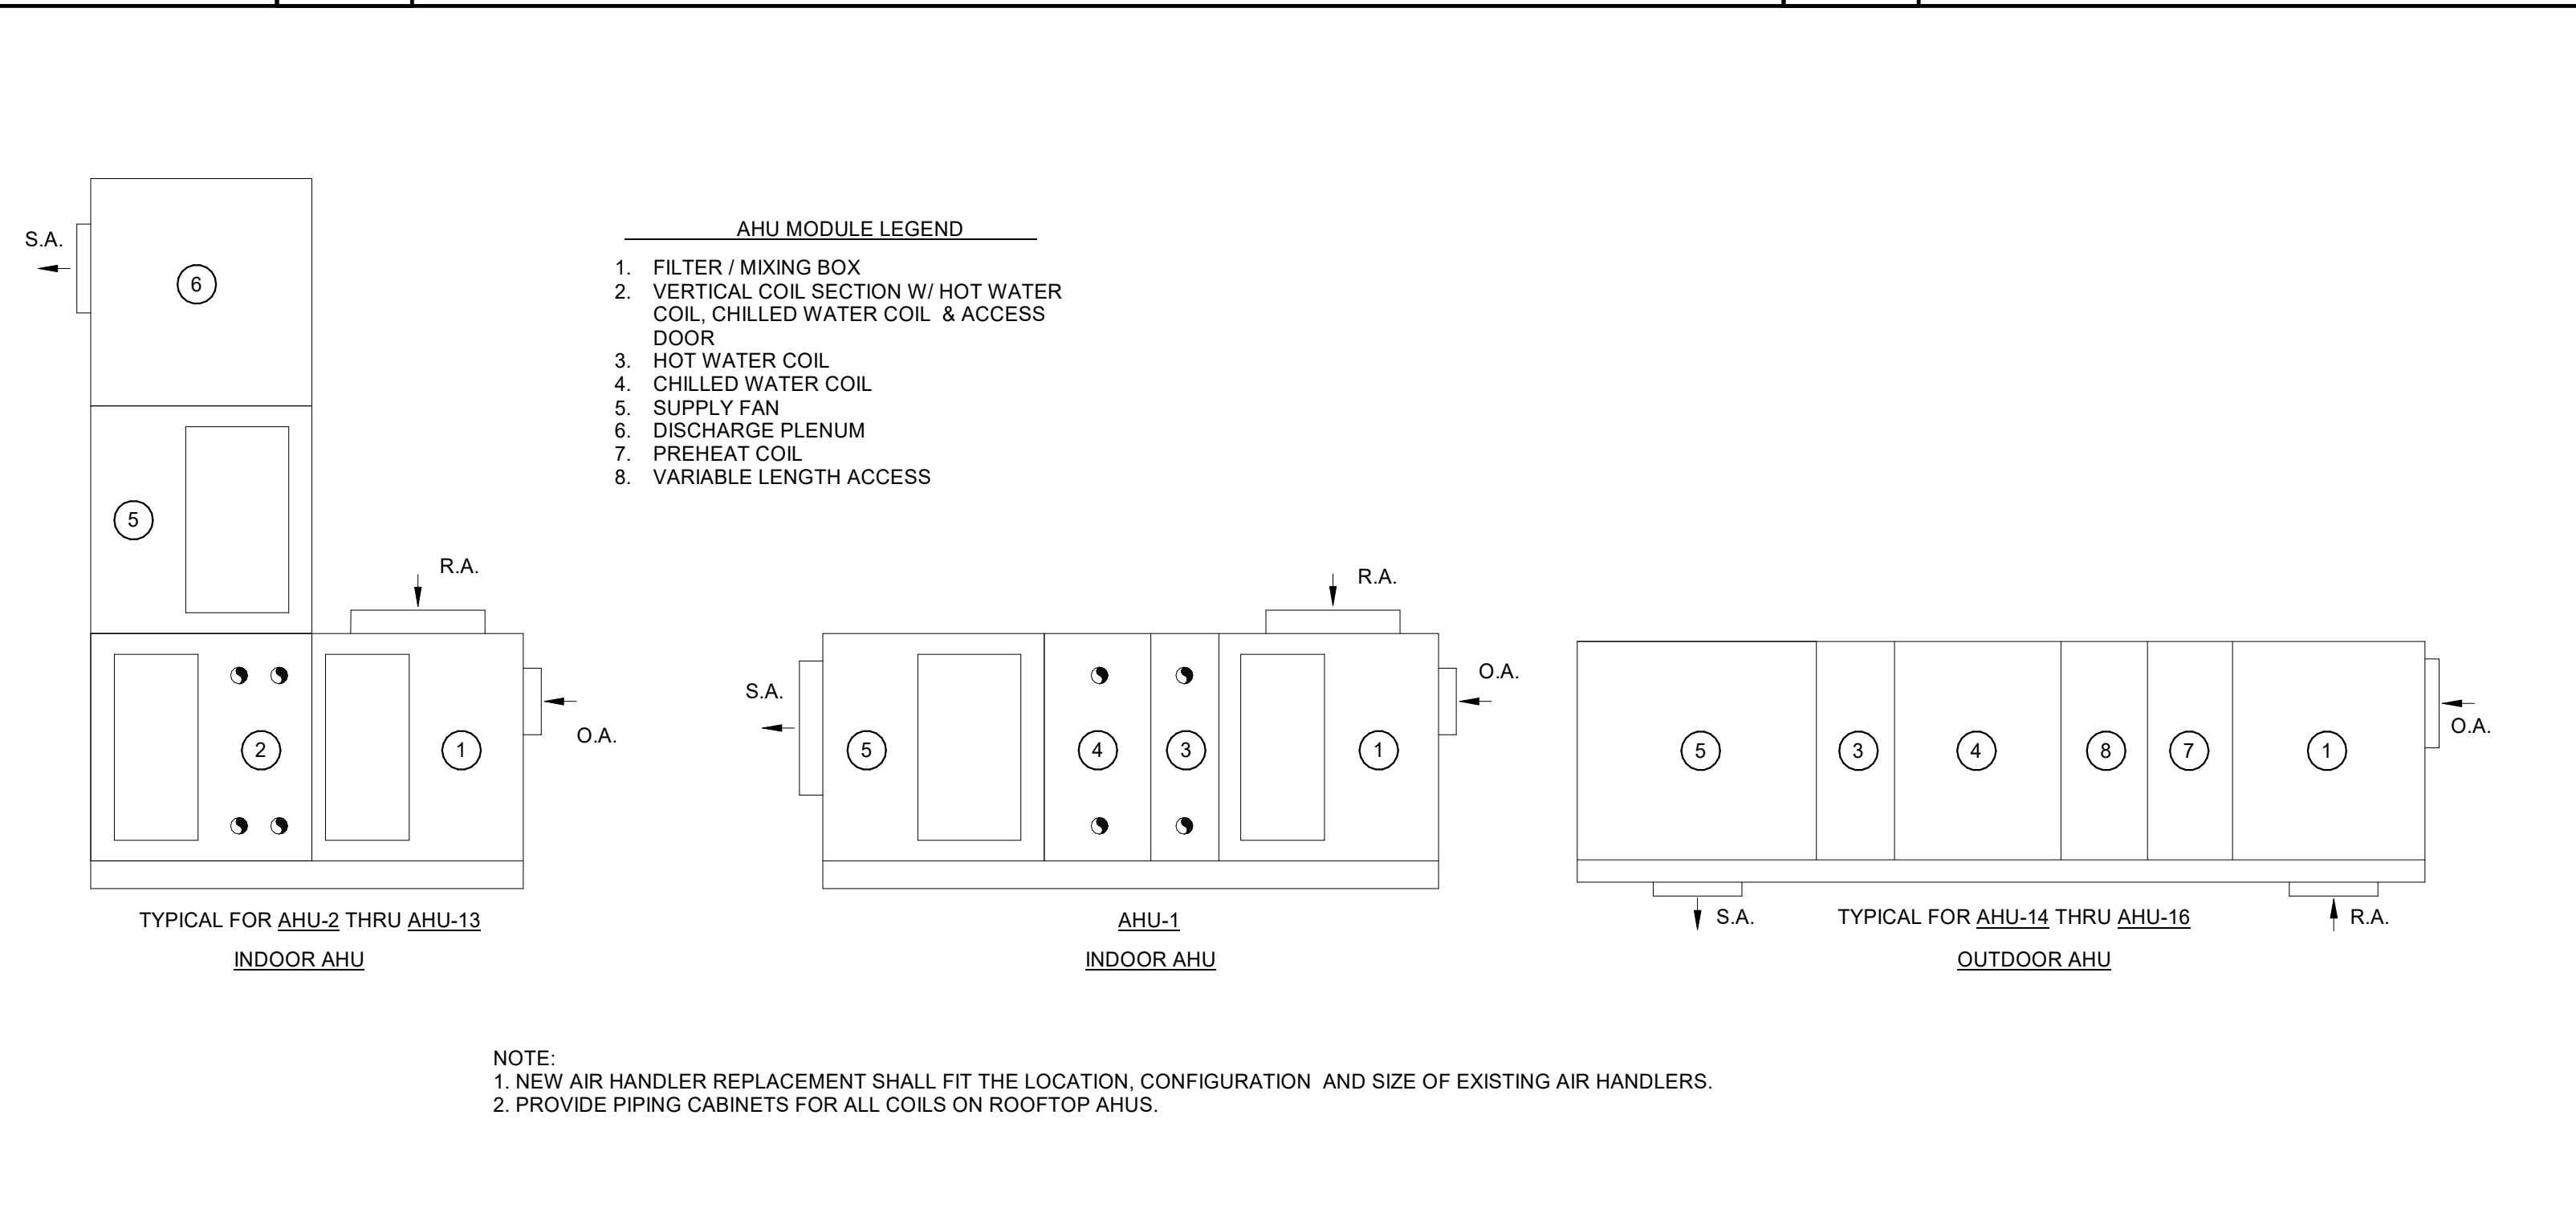 AHU MODULE LEGEND
1. FILTER / MIXING BOX
2. VERTICAL COIL SECTION W/ HOT WATER
COIL, CHILLED WATER COIL & ACCESS
DOOR
3. HOT WATER COIL
4. CHILLED WATER COIL
5. SUPPLY FAN
6. DISCHARGE PLENUM
7. PREHEAT COIL
8. VARIABLE LENGTH ACCESS
S.A.
6
5
R.A.
2
1
O.A.
TYPICAL FOR AHU-2 THRU AHU-13
INDOOR AHU
R.A.
S.A.
O.A.
5
4
3
1
AHU-1
INDOOR AHU
5
3
4
8
7
1
O.A.
S.A.
R.A.
TYPICAL FOR AHU-14 THRU AHU-16
OUTDOOR AHU
NOTE:
1. NEW AIR HANDLER REPLACEMENT SHALL FIT THE LOCATION, CONFIGURATION AND SIZE OF EXISTING AIR HANDLERS.
2. PROVIDE PIPING CABINETS FOR ALL COILS ON ROOFTOP AHUS.